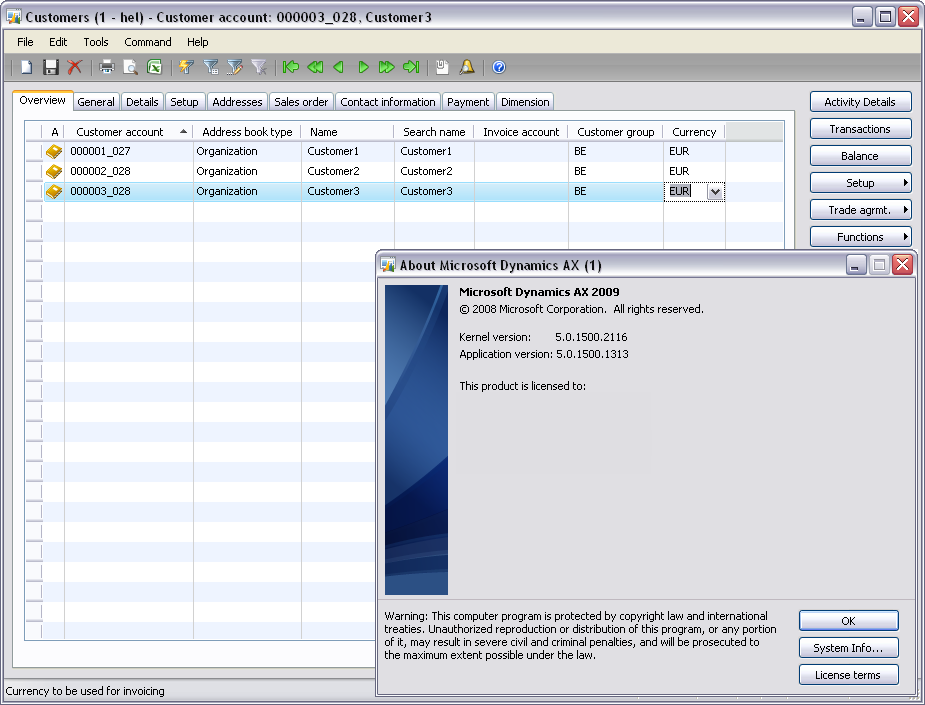 Customers (1 - hel) - Customer account: 000003_028, Customer3
File Edit Tools Command Help
Overview General Details Setup Addresses Sales order Contact information Payment Dimension
A Customer account Address book type Name Search name Invoice account Customer group Currency
000001_027 Organization Customer1 Customer1 BE EUR
000002_028 Organization Customer2 Customer2 BE EUR
000003_028 Organization Customer3 Customer3 BE EUR
Activity Details
Transactions
Balance
Setup
Trade agrmt.
Functions
About Microsoft Dynamics AX (1)
Microsoft Dynamics AX 2009
© 2008 Microsoft Corporation. All rights reserved.
Kernel version: 5.0.1500.2116
Application version: 5.0.1500.1313
This product is licensed to:
Warning: This computer program is protected by copyright law and international
treaties. Unauthorized reproduction or distribution of this program, or any portion
of it, may result in severe civil and criminal penalties, and will be prosecuted to
the maximum extent possible under the law.
OK
System Info...
License terms
Currency to be used for invoicing